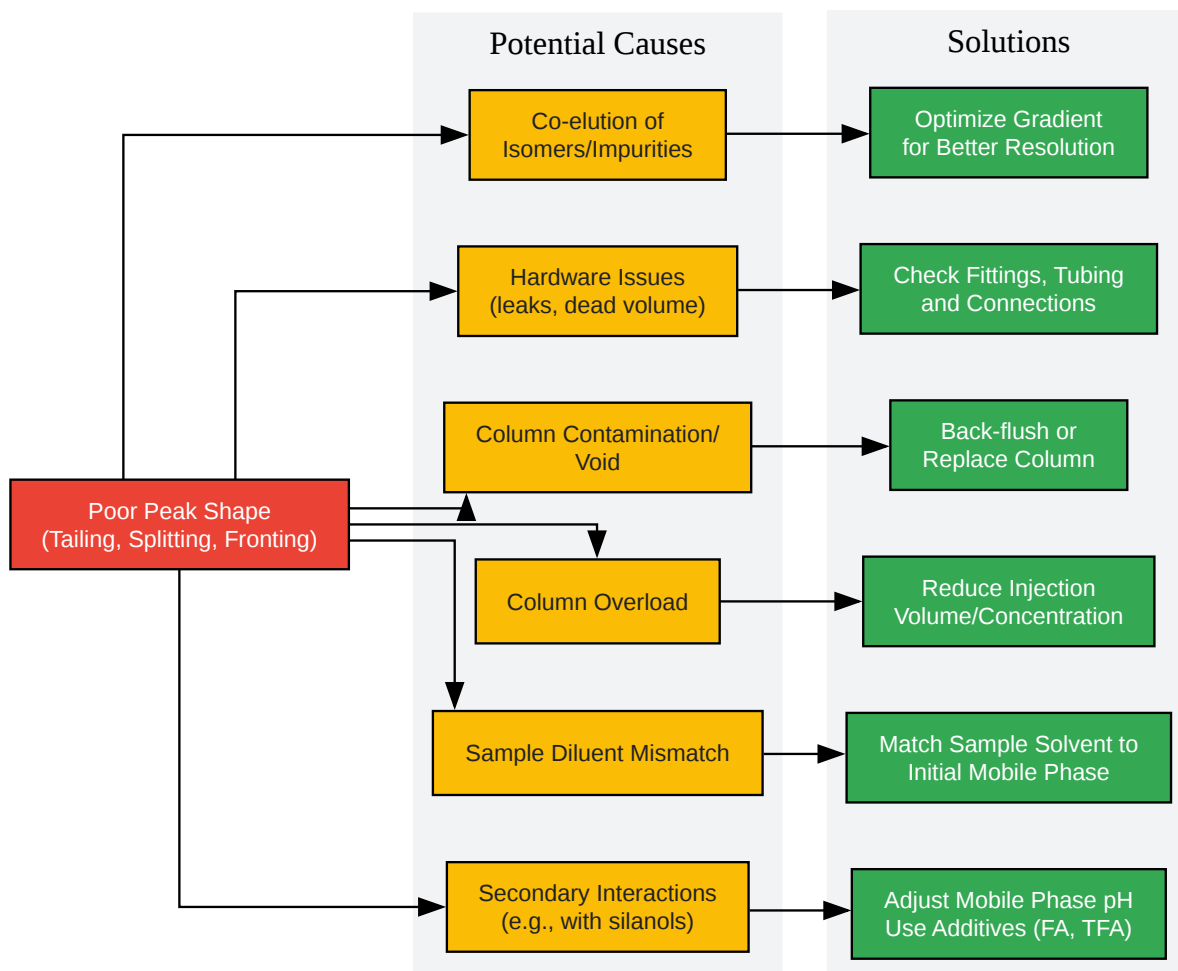 Potential Causes
Solutions
Co-elution of
Isomers/Impurities
Optimize Gradient
for Better Resolution
Hardware Issues
(leaks, dead volume)
Check Fittings, Tubing
and Connections
Column Contamination/
Void
Back-flush or
Replace Column
Poor Peak Shape
(Tailing, Splitting, Fronting)
Column Overload
Reduce Injection
Volume/Concentration
Sample Diluent Mismatch
Match Sample Solvent to
Initial Mobile Phase
Secondary Interactions
(e.g., with silanols)
Adjust Mobile Phase pH
Use Additives (FA, TFA)